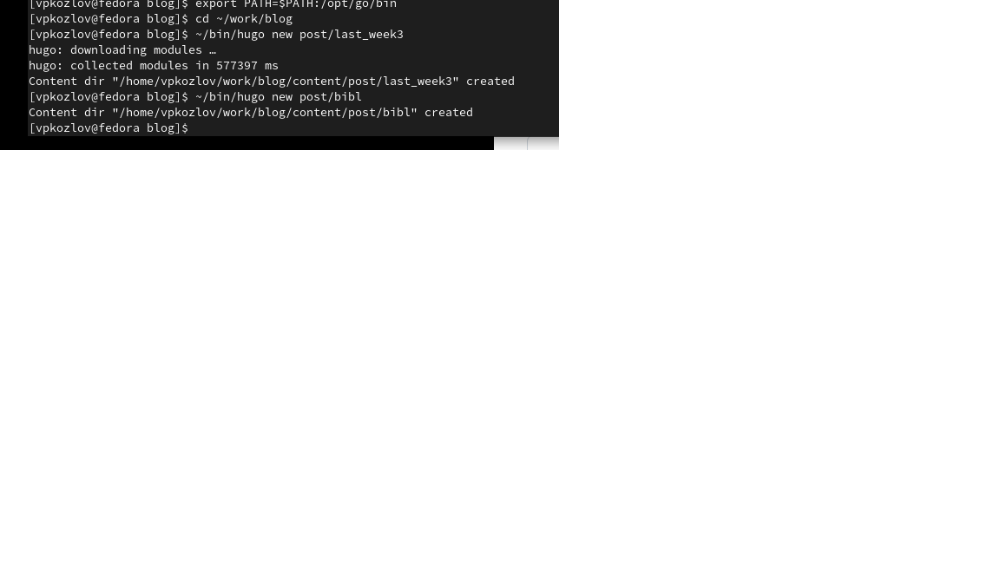 [vpkozlov@fedora blog]$ export PATH=$PATH:/opt/go/bin
[vpkozlov@fedora blog]$ cd ~/work/blog
[vpkozlov@fedora blog]$ ~/bin/hugo new post/last_week3
hugo: downloading modules …
hugo: collected modules in 577397 ms
Content dir "/home/vpkozlov/work/blog/content/post/last_week3" created
[vpkozlov@fedora blog]$ ~/bin/hugo new post/bibl
Content dir "/home/vpkozlov/work/blog/content/post/bibl" created
[vpkozlov@fedora blog]$